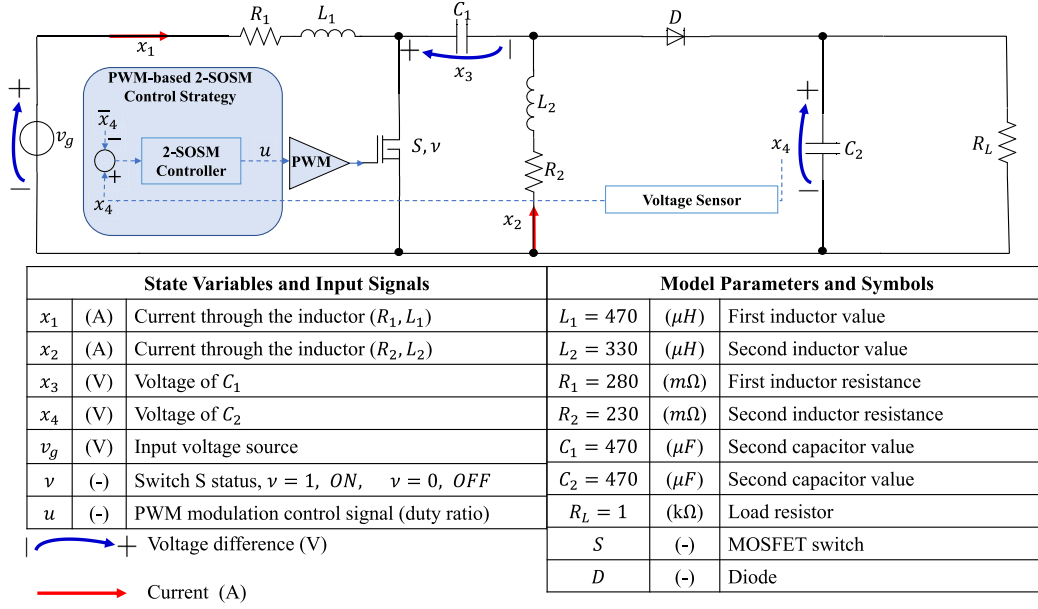 R₁ L₁ C₁ D
x₁
+ x₃ |
PWM-based 2-SOSM
Control Strategy
+ v_g |
x̄₄
−
2-SOSM
Controller
u
PWM
S, ν
+
x₄
L₂
R₂
x₂
Voltage Sensor
x₄
+ C₂ |
R_L
State Variables and Input Signals
x₁ (A) Current through the inductor (R₁, L₁)
x₂ (A) Current through the inductor (R₂, L₂)
x₃ (V) Voltage of C₁
x₄ (V) Voltage of C₂
v_g (V) Input voltage source
ν (-) Switch S status, ν = 1, ON, ν = 0, OFF
u (-) PWM modulation control signal (duty ratio)
| + Voltage difference (V)
Current (A)
Model Parameters and Symbols
L₁ = 470 (μH) First inductor value
L₂ = 330 (μH) Second inductor value
R₁ = 280 (mΩ) First inductor resistance
R₂ = 230 (mΩ) Second inductor resistance
C₁ = 470 (μF) Second capacitor value
C₂ = 470 (μF) Second capacitor value
R_L = 1 (kΩ) Load resistor
S (-) MOSFET switch
D (-) Diode